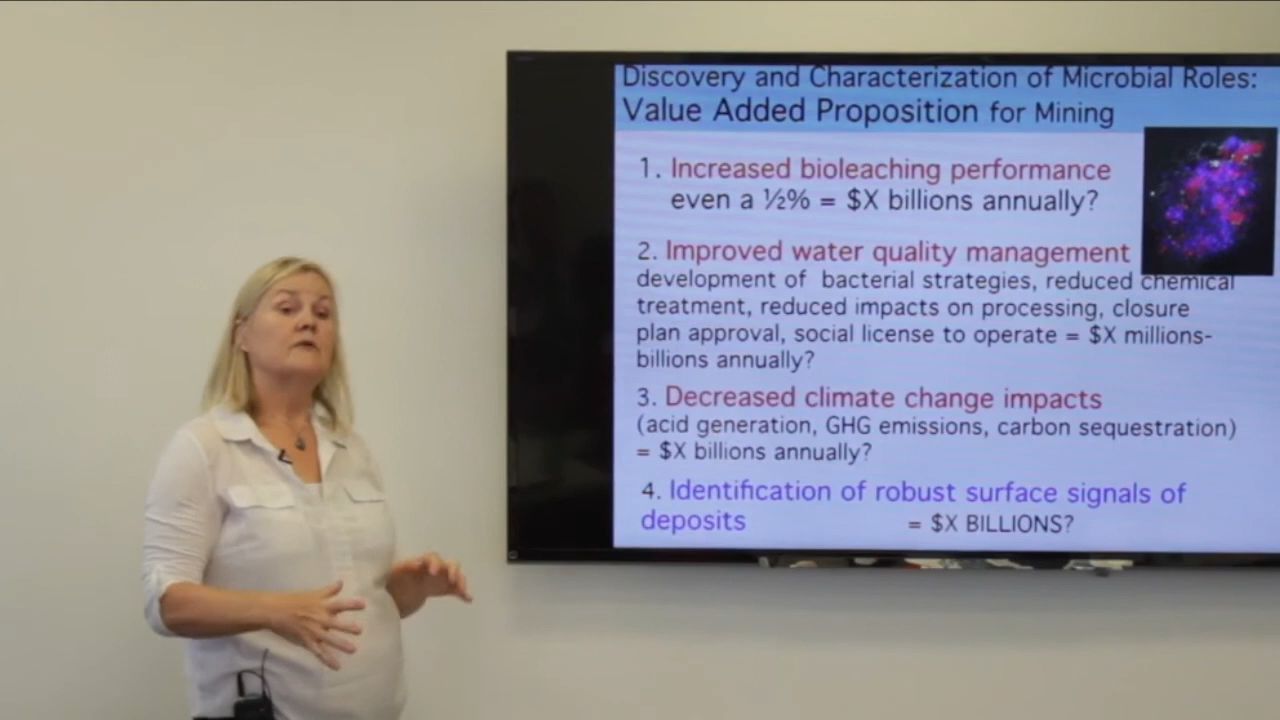 Discovery and Characterization of Microbial Roles:
Value Added Proposition for Mining
1. Increased bioleaching performance
even a ½% = $X billions annually?
2. Improved water quality management
development of bacterial strategies, reduced chemical
treatment, reduced impacts on processing, closure
plan approval, social license to operate = $X millions-
billions annually?
3. Decreased climate change impacts
(acid generation, GHG emissions, carbon sequestration)
= $X billions annually?
4. Identification of robust surface signals of
deposits = $X BILLIONS?